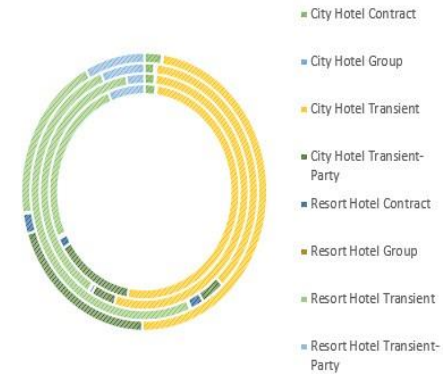 City Hotel Contract
City Hotel Group
City Hotel Transient
City Hotel Transient-
Party
Resort Hotel Contract
Resort Hotel Group
Resort Hotel Transient
Resort Hotel Transient-
Party